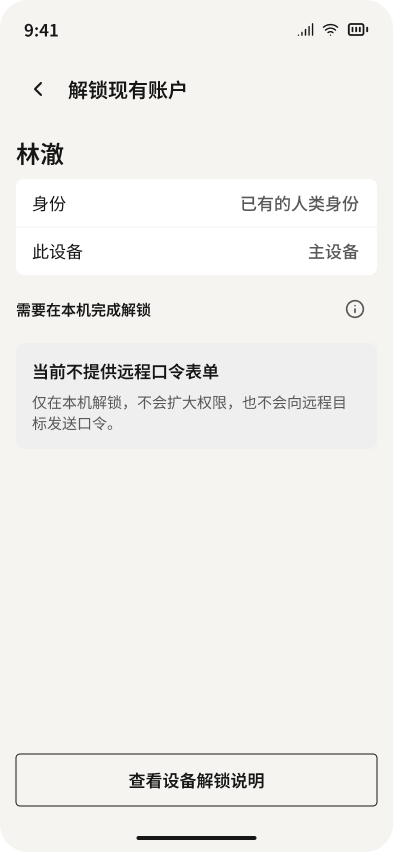 9:41
解锁现有账户
林澈
身份 已有的人类身份
此设备 主设备
需要在本机完成解锁
当前不提供远程口令表单
仅在本机解锁，不会扩大权限，也不会向远程目
标发送口令。
查看设备解锁说明